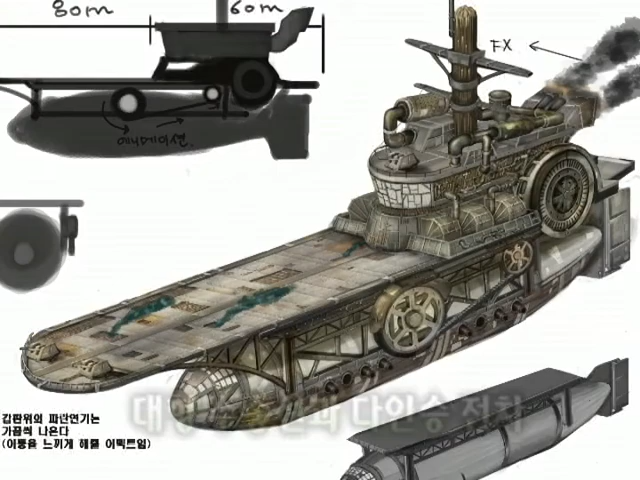 80m
60m
FX
애니메이션.
갑판위의 파란연기는
가끔씩 나온다
(이동을 느끼게 해줄 이펙트임)